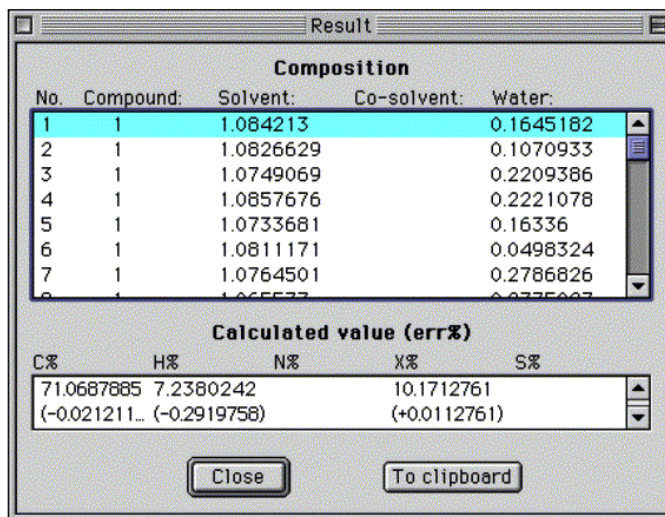 Result
Composition
No. Compound: Solvent: Co-solvent: Water:
1 1 1.084213 0.1645182
2 1 1.0826629 0.1070933
3 1 1.0749069 0.2209386
4 1 1.0857676 0.2221078
5 1 1.0733681 0.16336
6 1 1.0811171 0.0498324
7 1 1.0764501 0.2786826
Calculated value (err%)
C% H% N% X% S%
71.0687885 7.2380242 10.1712761
(-0.021211... (-0.2919758) (+0.0112761)
Close To clipboard